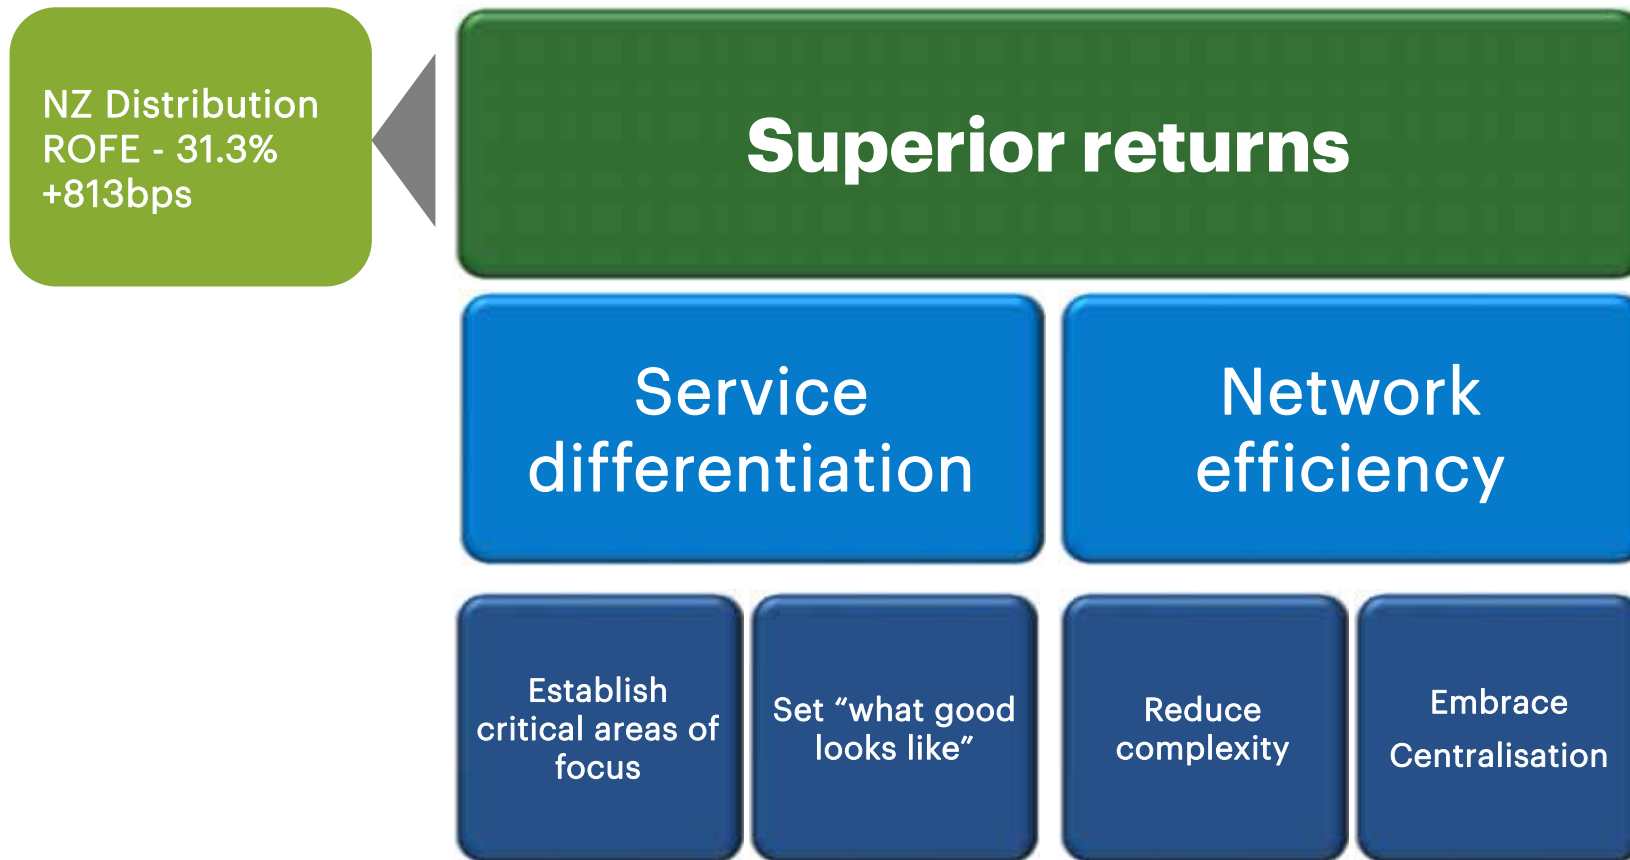 NZ Distribution
ROFE - 31.3%
+813bps
Superior returns
Service
differentiation
Network
efficiency
Establish
critical areas of
focus
Set “what good
looks like”
Reduce
complexity
Embrace
Centralisation